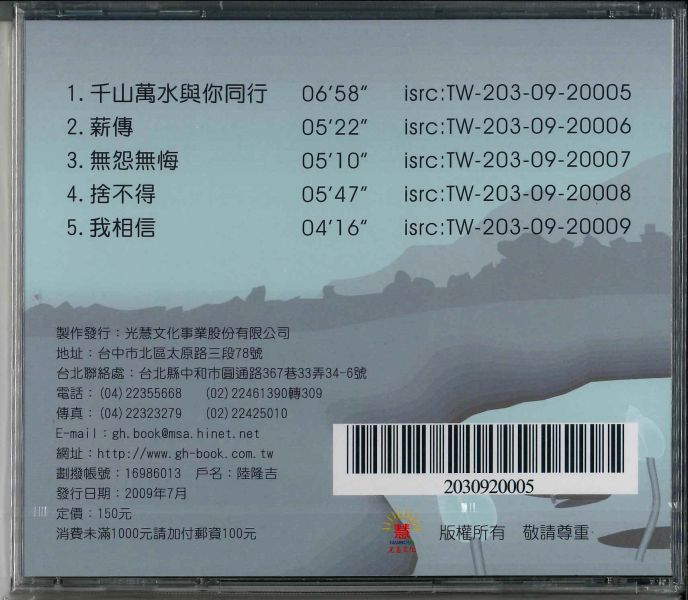 1. 千山萬水與你同行 06'58" isrc:TW-203-09-20005
2. 薪傳 05'22" isrc:TW-203-09-20006
3. 無怨無悔 05'10" isrc:TW-203-09-20007
4. 捨不得 05'47" isrc:TW-203-09-20008
5. 我相信 04'16" isrc:TW-203-09-20009
製作發行：光慧文化事業股份有限公司
地址：台中市北區太原路三段78號
台北聯絡處：台北縣中和市圓通路367巷33弄34-6號
電話：(04)22355668 (02)22461390轉309
傳真：(04)22323279 (02)22425010
E-mail：gh.book@msa.hinet.net
網址：http://www.gh-book.com.tw
劃撥帳號：16986013 戶名：陸隆吉
發行日期：2009年7月
定價：150元
消費未滿1000元請加付郵資100元
2030920005
慧
光慧文化
版權所有 敬請尊重